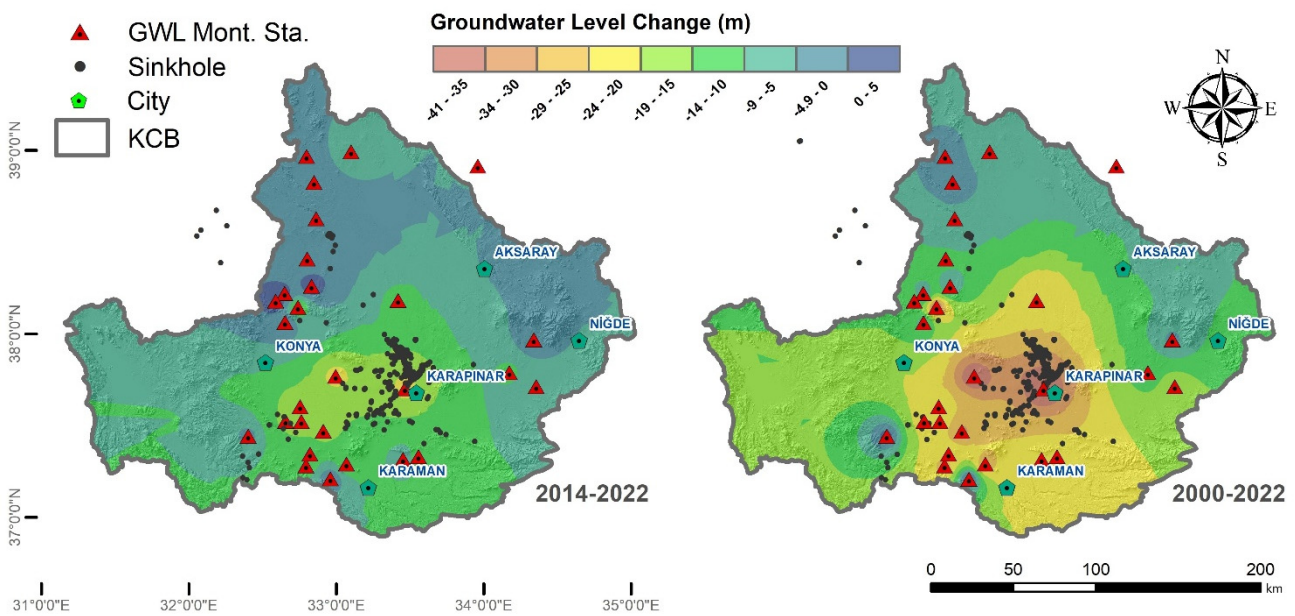 GWL Mont. Sta.
Sinkhole
City
KCB
Groundwater Level Change (m)
-41 - -35
-34 - -30
-29 - -25
-24 - -20
-19 - -15
-14 - -10
-9 - -5
-4.9 - 0
0 - 5
N
W E
S
39°0'0"N
38°0'0"N
37°0'0"N
AKSARAY
NİĞDE
KONYA
KARAPINAR
KARAMAN
2014-2022
AKSARAY
NİĞDE
KONYA
KARAPINAR
KARAMAN
2000-2022
31°0'0"E 32°0'0"E 33°0'0"E 34°0'0"E 35°0'0"E
0 50 100 200
km